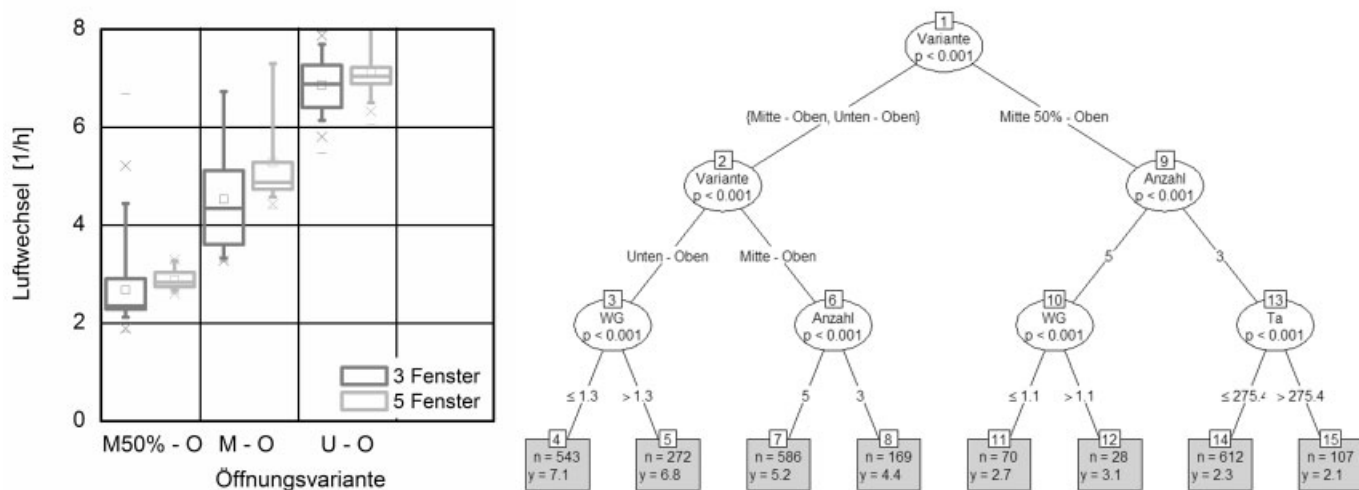 Luftwechsel [1/h]
8
6
4
2
0
3 Fenster
5 Fenster
M50% - O
M - O
U - O
Öffnungsvariante
1
Variante
p < 0.001
{Mitte - Oben, Unten - Oben}
Mitte 50% - Oben
2
Variante
p < 0.001
9
Anzahl
p < 0.001
Unten - Oben
Mitte - Oben
5
3
3
WG
p < 0.001
6
Anzahl
p < 0.001
10
WG
p < 0.001
13
Ta
p < 0.001
≤ 1.3
> 1.3
5
3
≤ 1.1
> 1.1
≤ 275.4
> 275.4
4
n = 543
y = 7.1
5
n = 272
y = 6.8
7
n = 586
y = 5.2
8
n = 169
y = 4.4
11
n = 70
y = 2.7
12
n = 28
y = 3.1
14
n = 612
y = 2.3
15
n = 107
y = 2.1